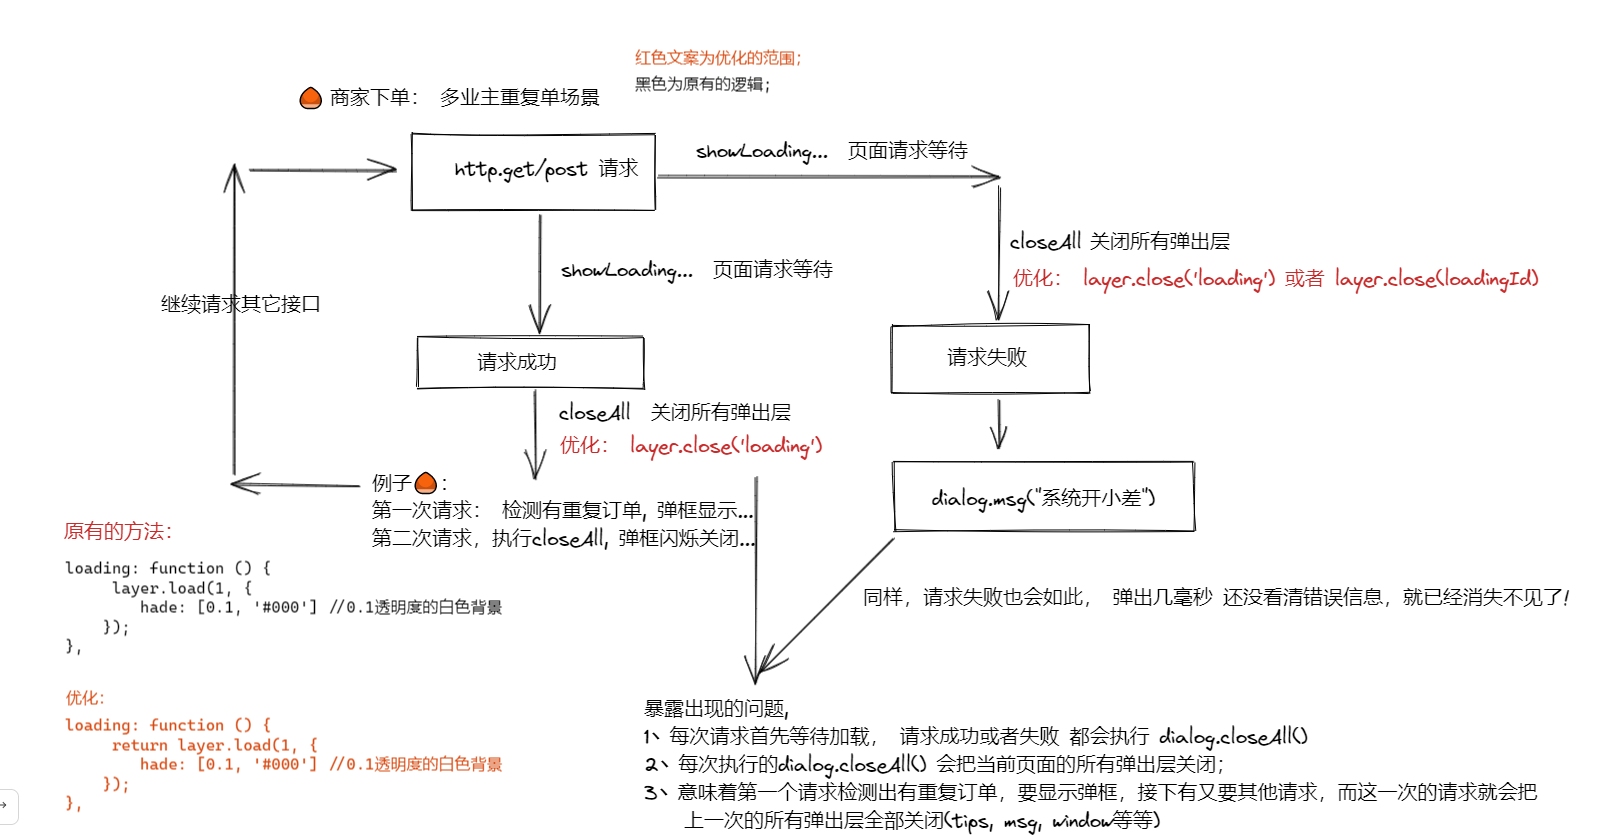 红色文案为优化的范围；
黑色为原有的逻辑；
商家下单： 多业主重复单场景
http.get/post 请求
showLoading... 页面请求等待
closeAll 关闭所有弹出层
优化： layer.close('loading') 或者 layer.close(loadingId)
showLoading... 页面请求等待
继续请求其它接口
请求成功
请求失败
closeAll 关闭所有弹出层
优化： layer.close('loading')
例子：
第一次请求： 检测有重复订单, 弹框显示...
第二次请求，执行closeAll, 弹框闪烁关闭...
dialog.msg("系统开小差")
原有的方法：
loading: function () {
layer.load(1, {
hade: [0.1, '#000'] //0.1透明度的白色背景
});
},
同样，请求失败也会如此， 弹出几毫秒 还没看清错误信息，就已经消失不见了!
优化：
loading: function () {
return layer.load(1, {
hade: [0.1, '#000'] //0.1透明度的白色背景
});
},
暴露出现的问题,
1、每次请求首先等待加载， 请求成功或者失败 都会执行 dialog.closeAll()
2、每次执行的dialog.closeAll() 会把当前页面的所有弹出层关闭；
3、意味着第一个请求检测出有重复订单，要显示弹框，接下有又要其他请求，而这一次的请求就会把
上一次的所有弹出层全部关闭(tips, msg, window等等)